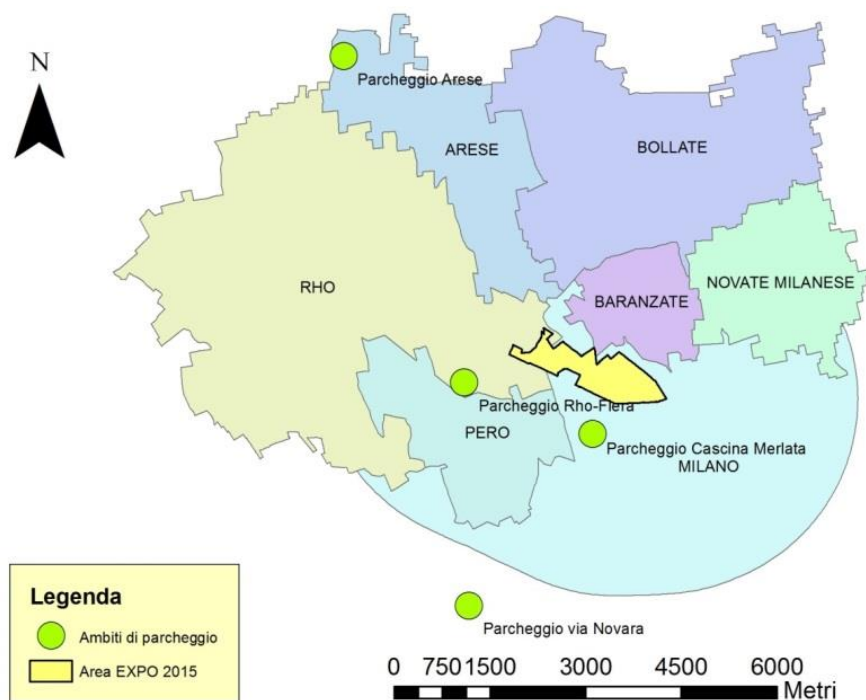 N
Parcheggio Arese
ARESE
BOLLATE
RHO
NOVATE MILANESE
BARANZATE
Parcheggio Rho-Fiera
PERO
Parcheggio Cascina Merlata
MILANO
Legenda
Ambiti di parcheggio
Area EXPO 2015
Parcheggio via Novara
0 750 1500 3000 4500 6000
Metri